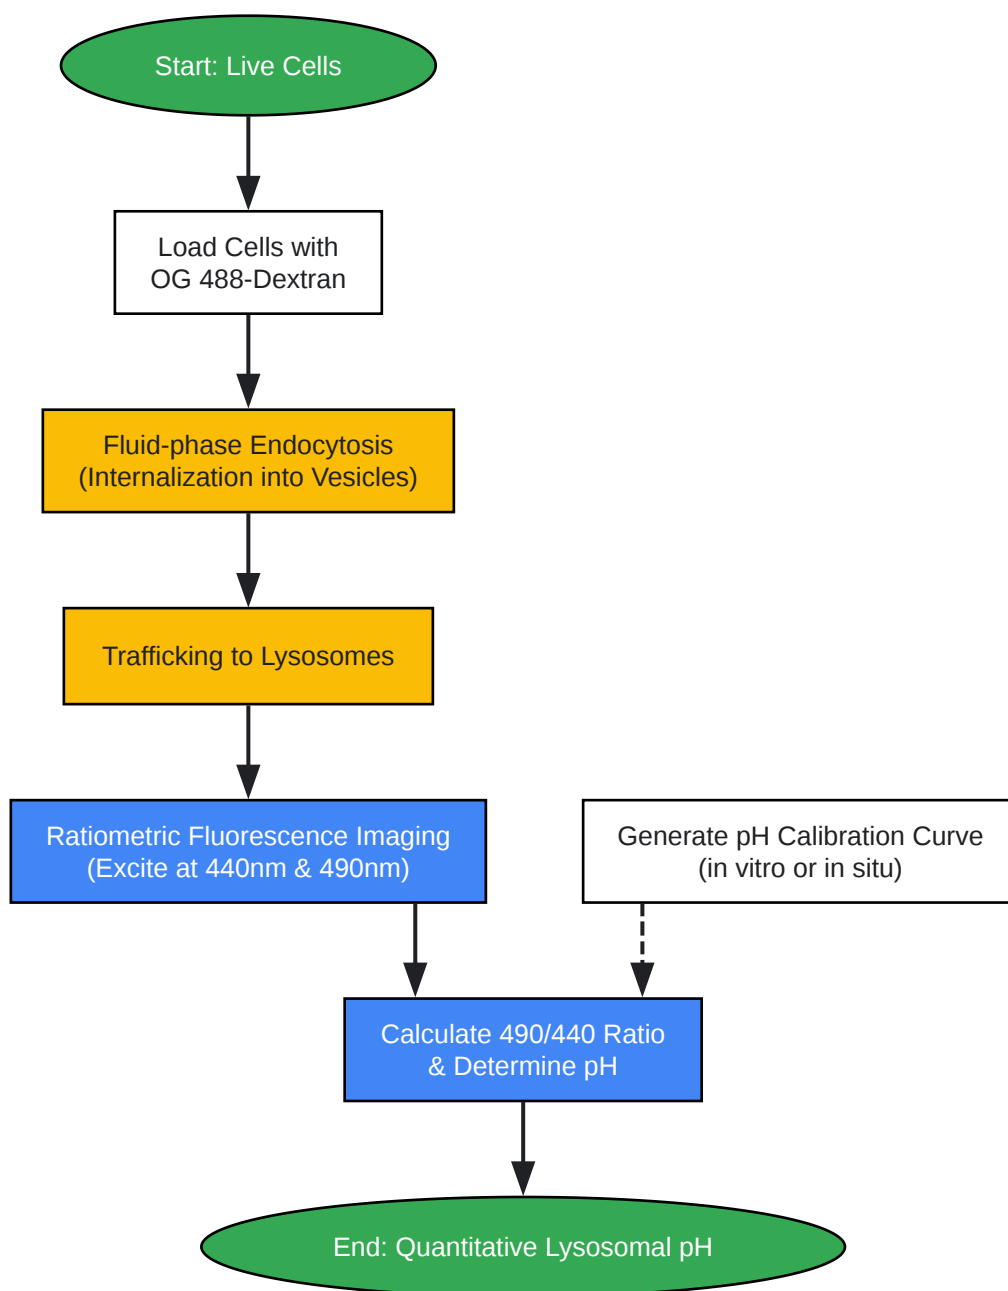 Start: Live Cells
Load Cells with
OG 488-Dextran
Fluid-phase Endocytosis
(Internalization into Vesicles)
Trafficking to Lysosomes
Ratiometric Fluorescence Imaging
(Excite at 440nm & 490nm)
Generate pH Calibration Curve
(in vitro or in situ)
Calculate 490/440 Ratio
& Determine pH
End: Quantitative Lysosomal pH